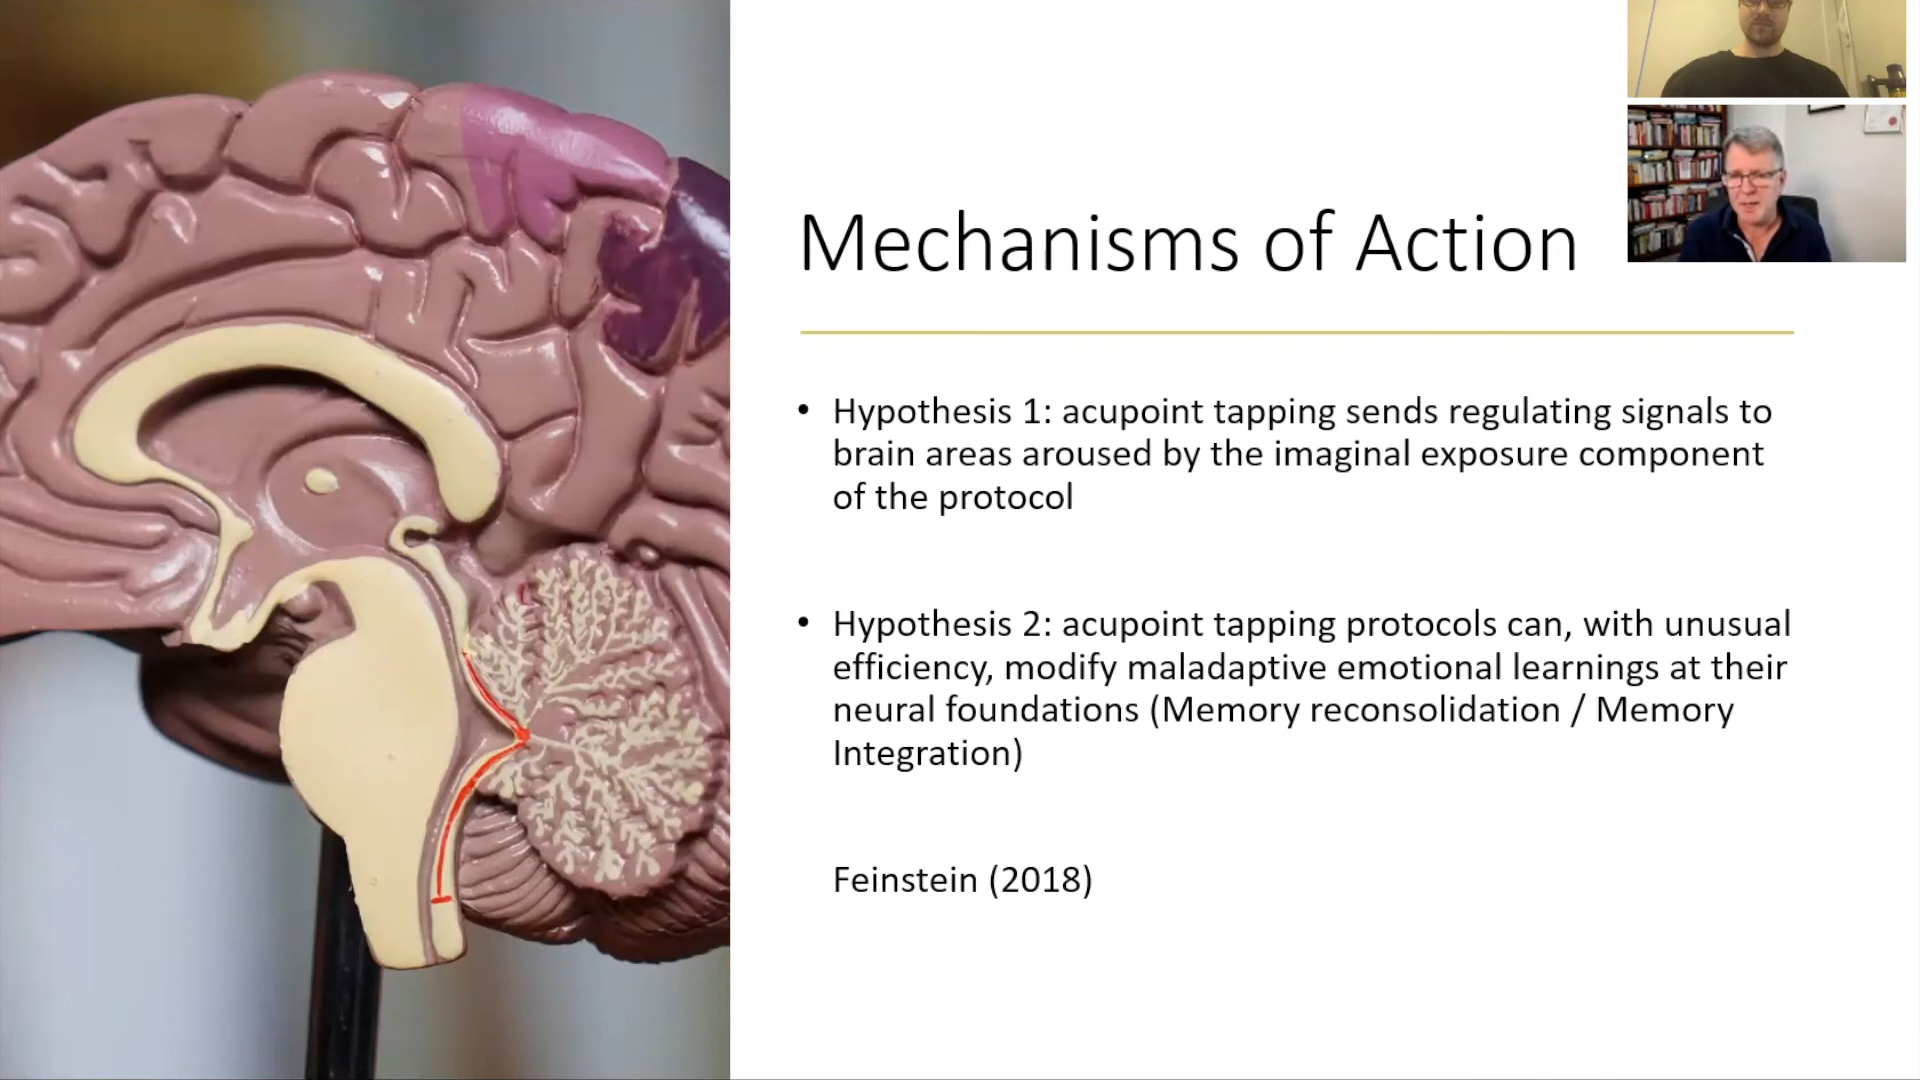 Mechanisms of Action
• Hypothesis 1: acupoint tapping sends regulating signals to
brain areas aroused by the imaginal exposure component
of the protocol
• Hypothesis 2: acupoint tapping protocols can, with unusual
efficiency, modify maladaptive emotional learnings at their
neural foundations (Memory reconsolidation / Memory
Integration)
Feinstein (2018)